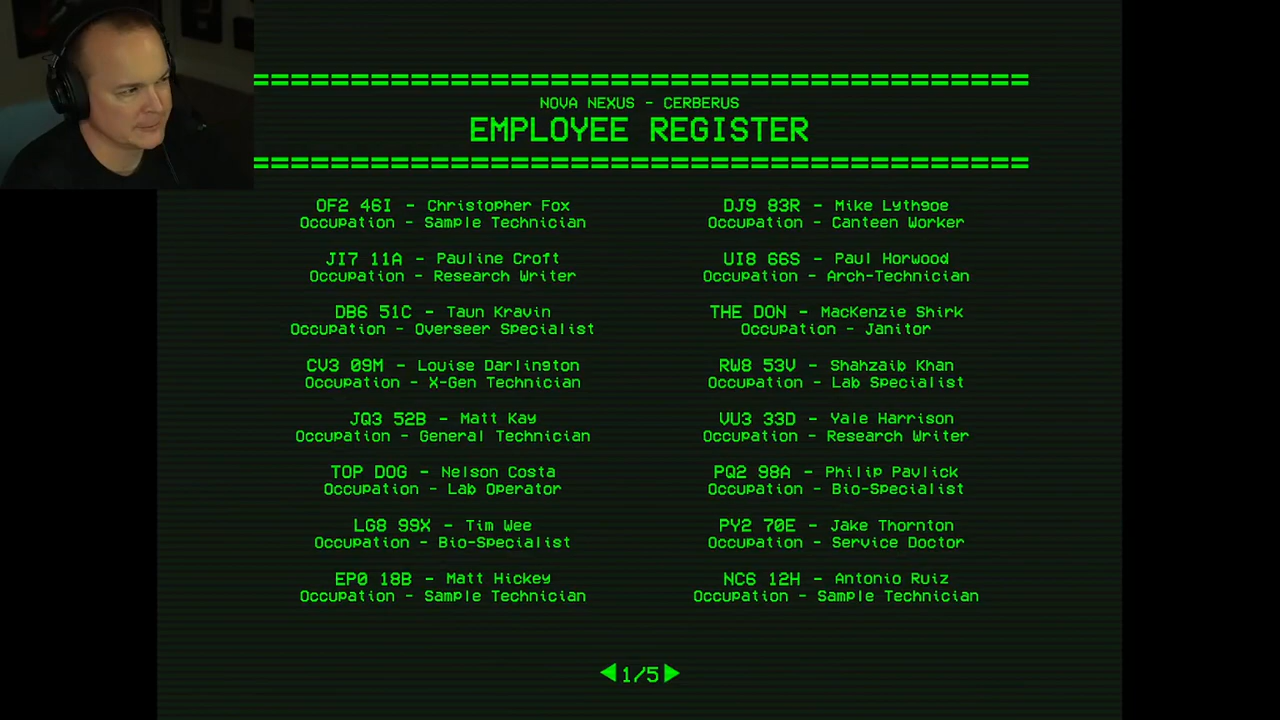 ========================================
NOVA NEXUS - CERBERUS
EMPLOYEE REGISTER
========================================
OF2 46I - Christopher Fox
Occupation - Sample Technician
JI7 11A - Pauline Croft
Occupation - Research Writer
DB6 51C - Taun Kravin
Occupation - Overseer Specialist
CV3 09M - Louise Darlington
Occupation - X-Gen Technician
JQ3 52B - Matt Kay
Occupation - General Technician
TOP DOG - Nelson Costa
Occupation - Lab Operator
LG8 99X - Tim Wee
Occupation - Bio-Specialist
EP0 18B - Matt Hickey
Occupation - Sample Technician
DJ9 83R - Mike Lythgoe
Occupation - Canteen Worker
UI8 66S - Paul Horwood
Occupation - Arch-Technician
THE DON - MacKenzie Shirk
Occupation - Janitor
RW8 53V - Shahzaib Khan
Occupation - Lab Specialist
VU3 33D - Yale Harrison
Occupation - Research Writer
PQ2 98A - Philip Pavlick
Occupation - Bio-Specialist
PY2 70E - Jake Thornton
Occupation - Service Doctor
NC6 12H - Antonio Ruiz
Occupation - Sample Technician
◀1/5▶